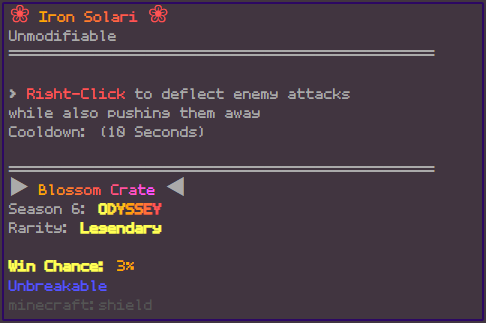 ❀ Iron Solari ❀
Unmodifiable
> Right-Click to deflect enemy attacks
while also pushing them away
Cooldown: (10 Seconds)
▶ Blossom Crate ◀
Season 6: ODYSSEY
Rarity: Legendary
Win Chance: 3%
Unbreakable
minecraft:shield